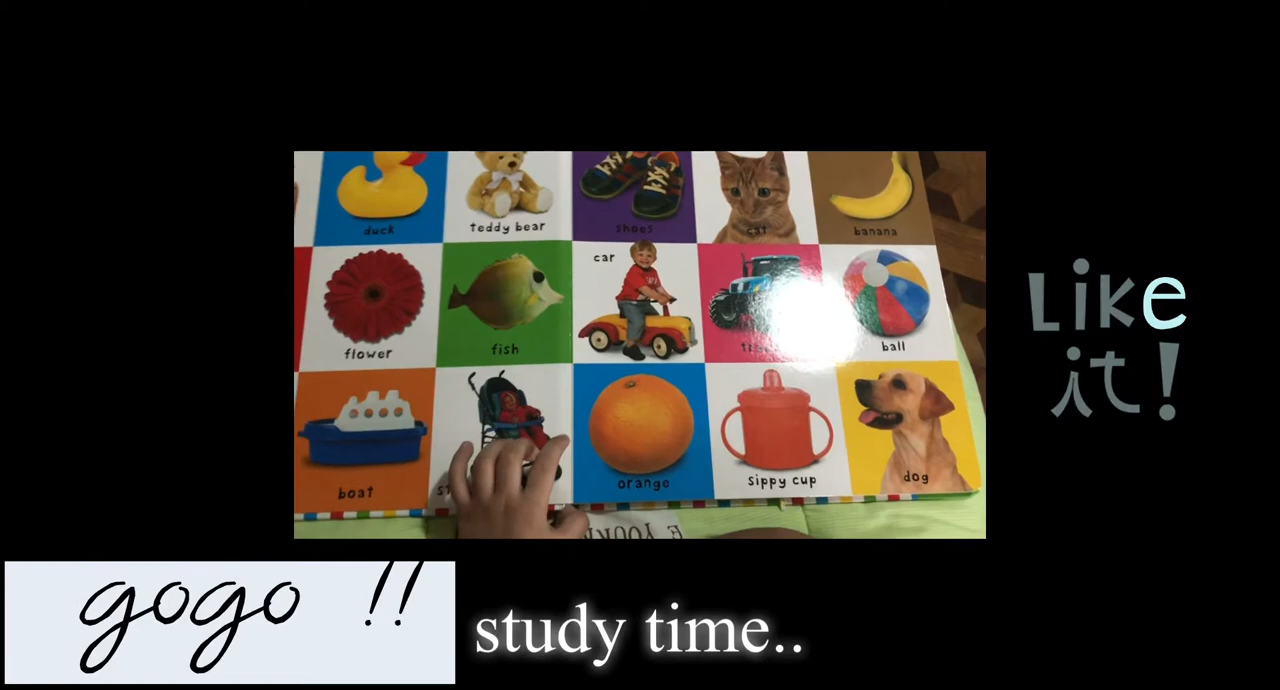 duck
teddy bear
shoes
cat
banana
flower
fish
car
ball
boat
orange
sippy cup
dog
Like
it!
gogo !!
study time..